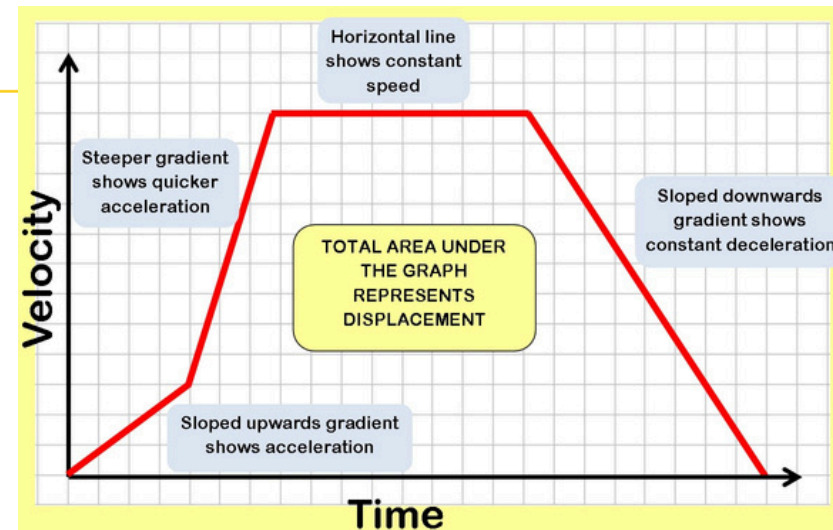 Horizontal line
shows constant
speed
Steeper gradient
shows quicker
acceleration
Sloped downwards
gradient shows
constant deceleration
TOTAL AREA UNDER
THE GRAPH
REPRESENTS
DISPLACEMENT
Velocity
Sloped upwards gradient
shows acceleration
Time